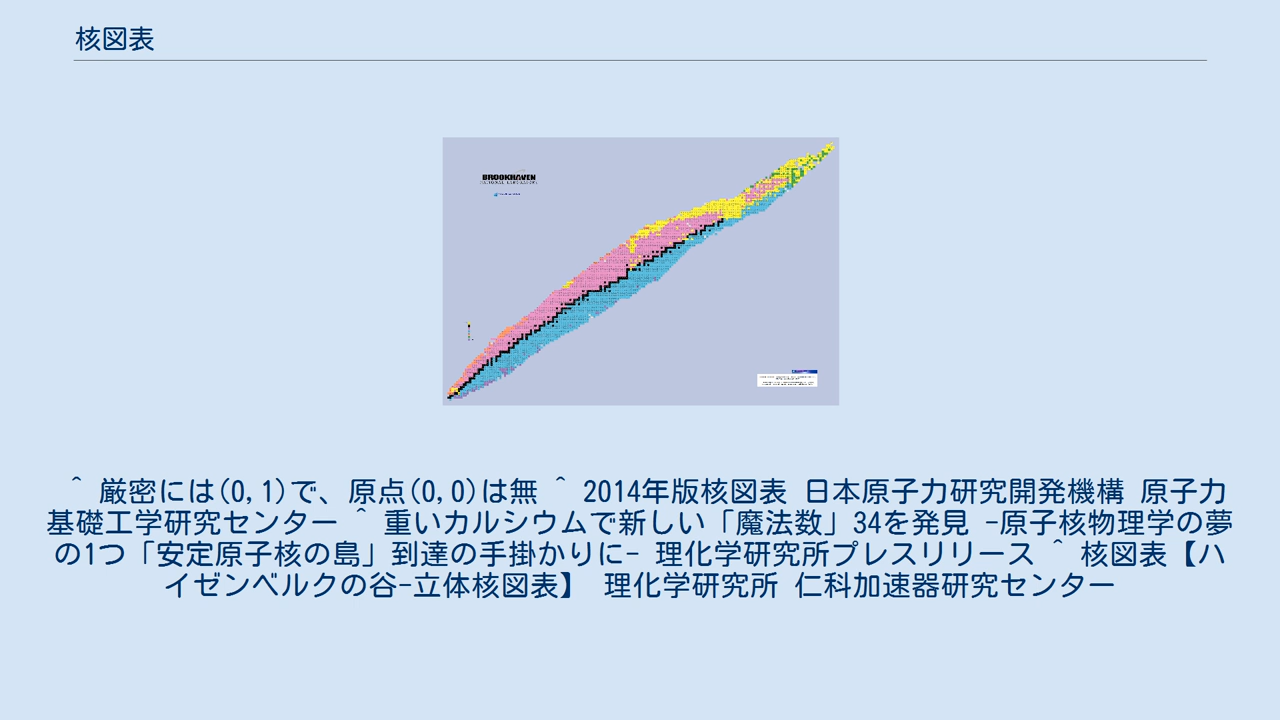 核図表
BROOKHAVEN
NATIONAL LABORATORY
^ 厳密には(0,1)で、原点(0,0)は無 ^ 2014年版核図表 日本原子力研究開発機構 原子力
基礎工学研究センター ^ 重いカルシウムで新しい「魔法数」34を発見 -原子核物理学の夢
の1つ「安定原子核の島」到達の手掛かりに- 理化学研究所プレスリリース ^ 核図表【ハ
イゼンベルクの谷-立体核図表】 理化学研究所 仁科加速器研究センター